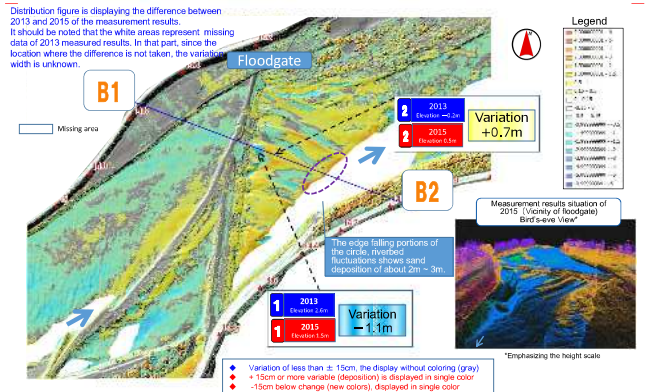 Distribution figure is displaying the difference between
2013 and 2015 of the measurement results.
It should be noted that the white areas represent missing
data of 2013 measured results. In that part, since the
location where the difference is not taken, the variation
width is unknown.
Floodgate
Legend
B1
Missing area
2
2013
Elevation −0.2m
2
2015
Elevation 0.5m
Variation
+0.7m
B2
Measurement results situation of
2015 (Vicinity of floodgate)
Bird's-eye View*
The edge falling portions of
the circle, riverbed
fluctuations shows sand
deposition of about 2m ~ 3m.
1
2013
Elevation 2.6m
1
2015
Elevation 1.5m
Variation
−1.1m
*Emphasizing the height scale
◆ Variation of less than ± 15cm, the display without coloring (gray)
◆ + 15cm or more variable (deposition) is displayed in single color
◆ -15cm below change (new colors), displayed in single color